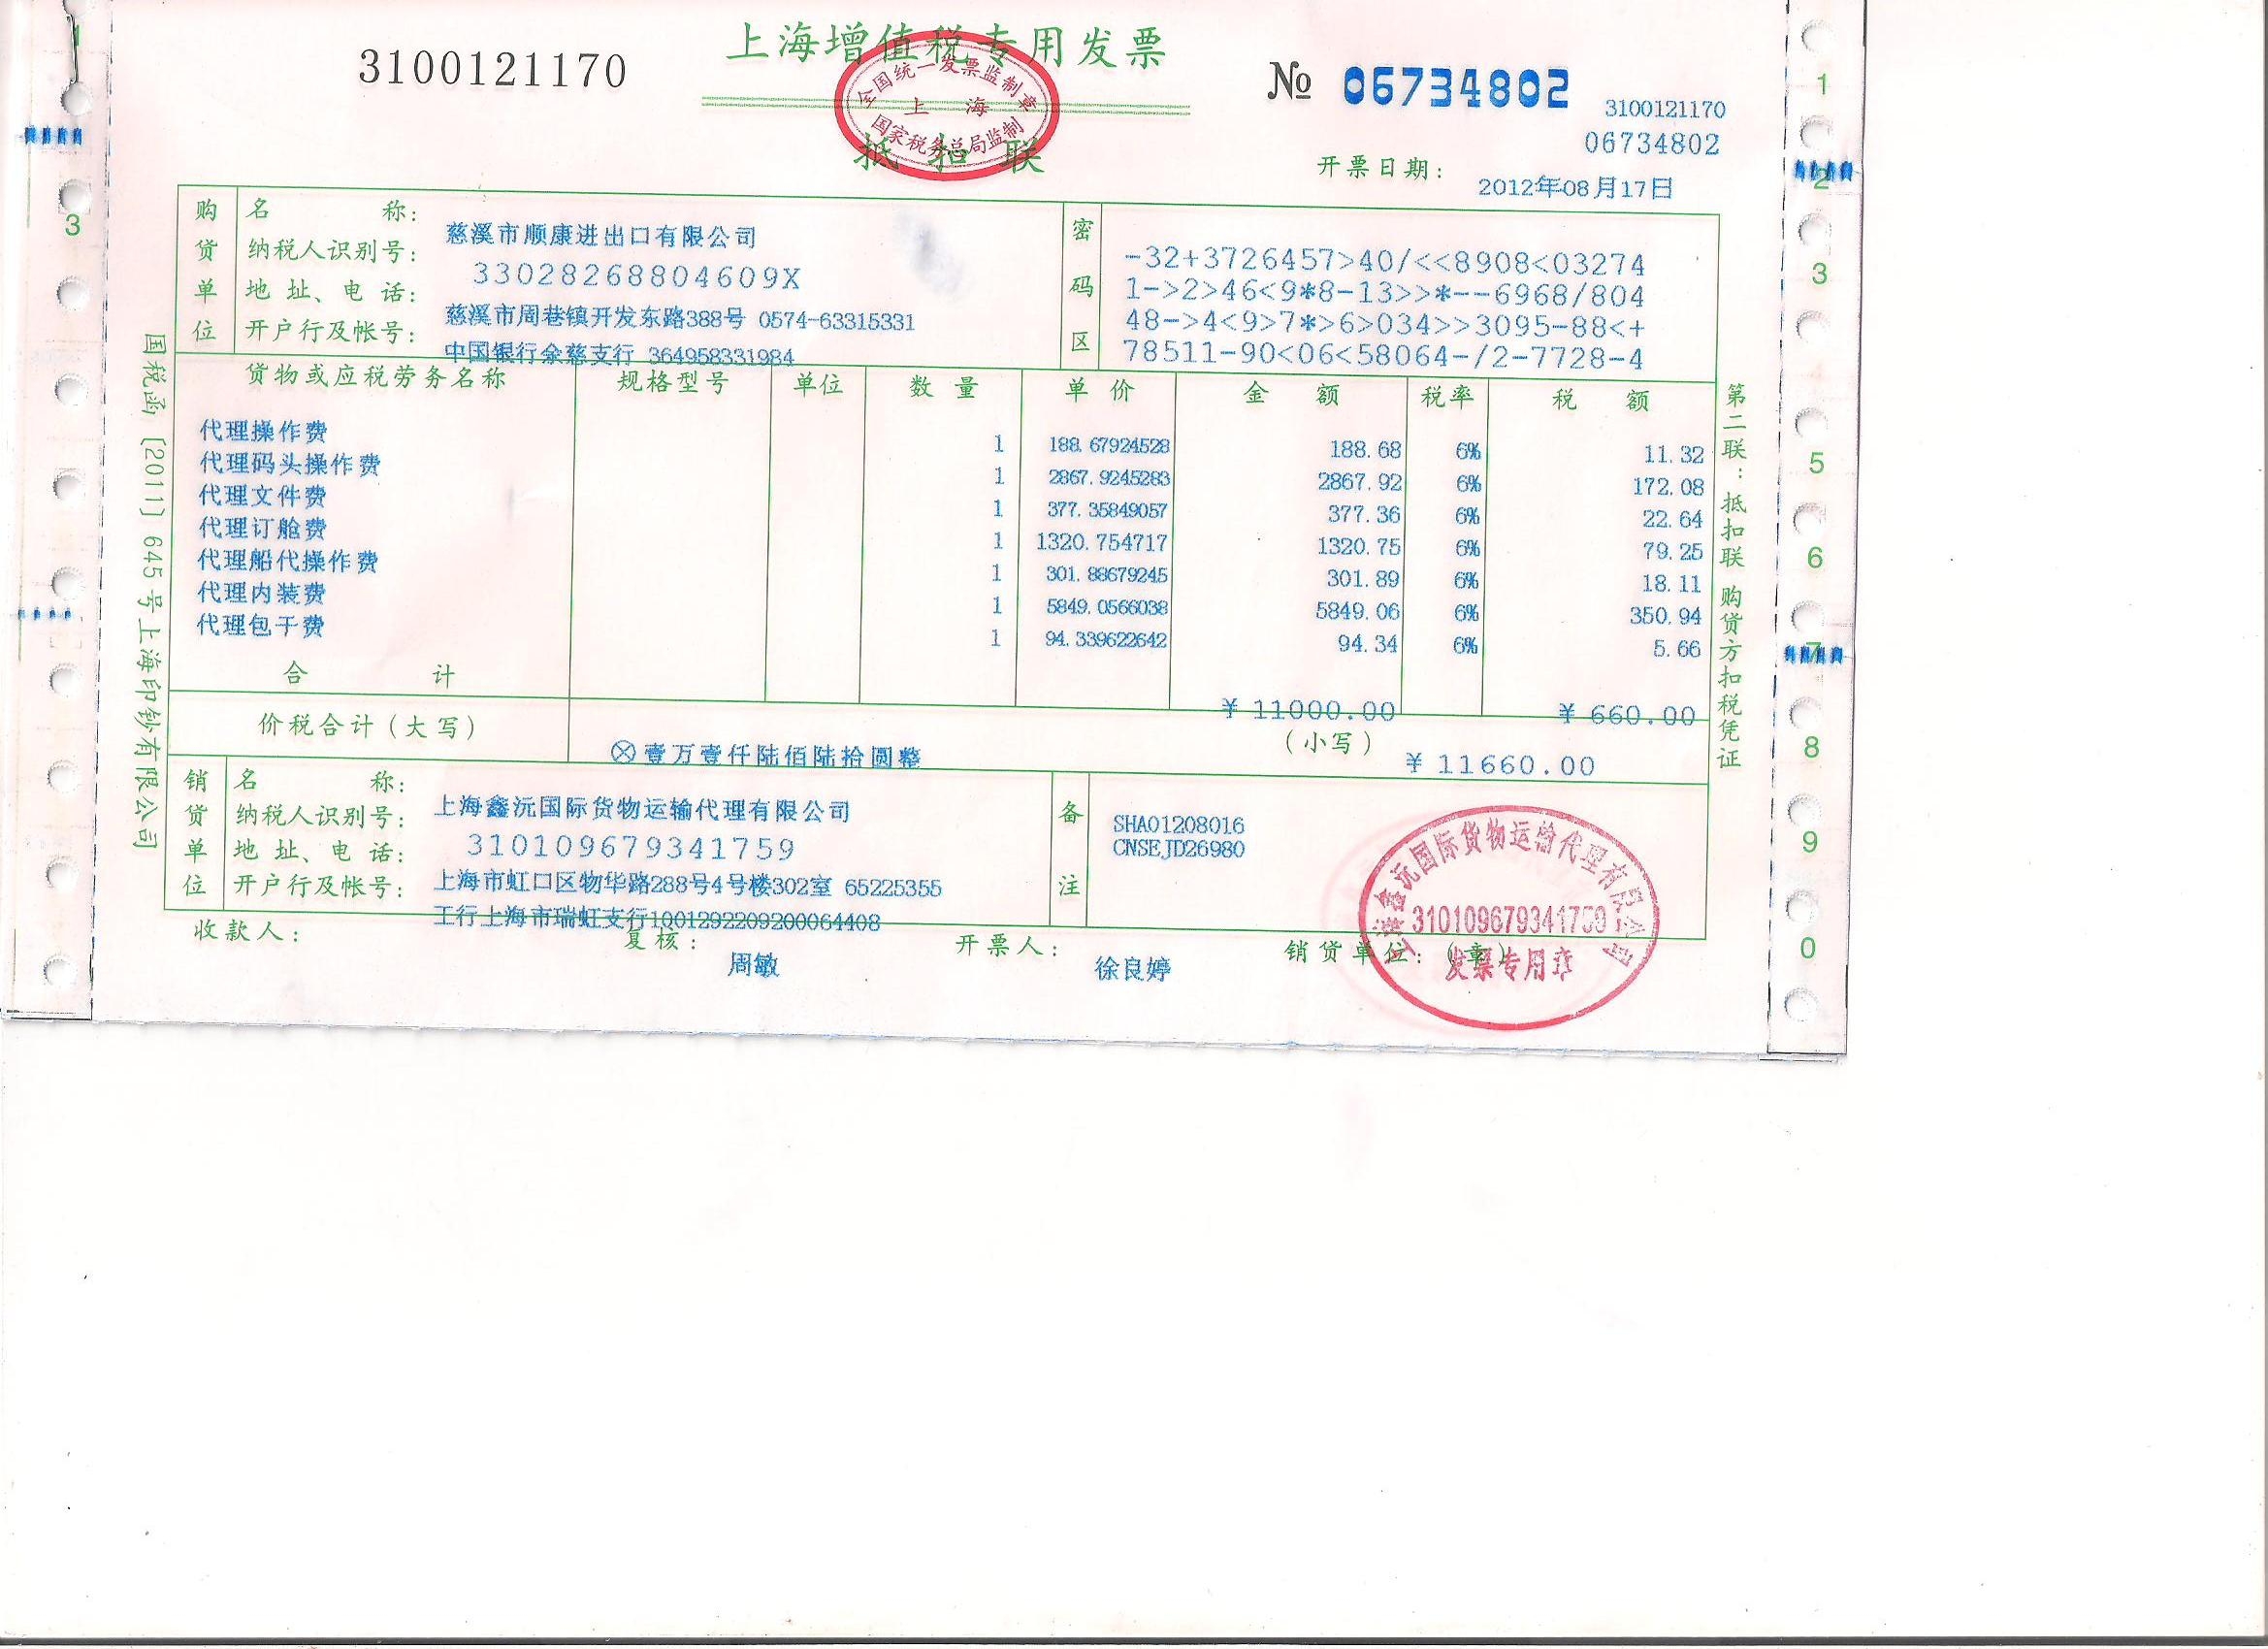 3100121170
上海增值税专用发票
全国统一发票监制章
上海
国家税务总局监制
抵扣联
№ 06734802
3100121170
06734802
开票日期: 2012年08月17日
购货单位
名称: 慈溪市顺康进出口有限公司
纳税人识别号: 33028268804609X
地址、电话: 慈溪市周巷镇开发东路388号 0574-63315331
开户行及帐号: 中国银行余慈支行 364958331984
密码区
-32+3726457>40/<<8908<03274
1->2>46<9*8-13>>*--6968/804
48->4<9>7*>6>034>>3095-88<+
78511-90<06<58064-/2-7728-4
货物或应税劳务名称 规格型号 单位 数量 单价 金额 税率 税额
代理操作费 1 188.67924528 188.68 6% 11.32
代理码头操作费 1 2867.9245283 2867.92 6% 172.08
代理文件费 1 377.35849057 377.36 6% 22.64
代理订舱费 1 1320.754717 1320.75 6% 79.25
代理船代操作费 1 301.88679245 301.89 6% 18.11
代理内装费 1 5849.0566038 5849.06 6% 350.94
代理包干费 1 94.339622642 94.34 6% 5.66
合计 ¥ 11000.00 ¥ 660.00
价税合计(大写) ⊗壹万壹仟陆佰陆拾圆整 (小写) ¥ 11660.00
销货单位
名称: 上海鑫沅国际货物运输代理有限公司
纳税人识别号: 310109679341759
地址、电话: 上海市虹口区物华路288号4号楼302室 65225355
开户行及帐号: 工行上海市瑞虹支行1001292209200064408
备注
SHA01208016
CNSEJD26980
收款人: 复核: 周敏 开票人: 徐良婷 销货单位:(章)
上海鑫沅国际货物运输代理有限公司
310109679341759
发票专用章
国税函〔2011〕645号上海印钞有限公司
第二联:抵扣联 购货方扣税凭证
1
3
1
2
3
5
6
7
8
9
0